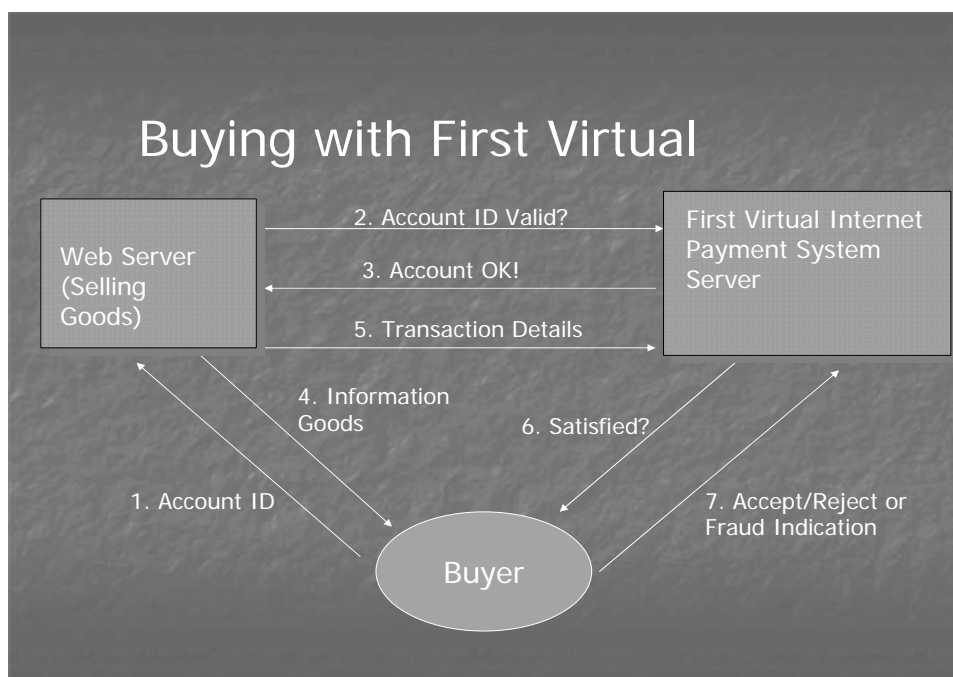 Buying with First Virtual
2. Account ID Valid?
First Virtual Internet
Payment System
Server
Web Server
(Selling
Goods)
3. Account OK!
5. Transaction Details
4. Information
Goods
6. Satisfied?
1. Account ID
7. Accept/Reject or
Fraud Indication
Buyer